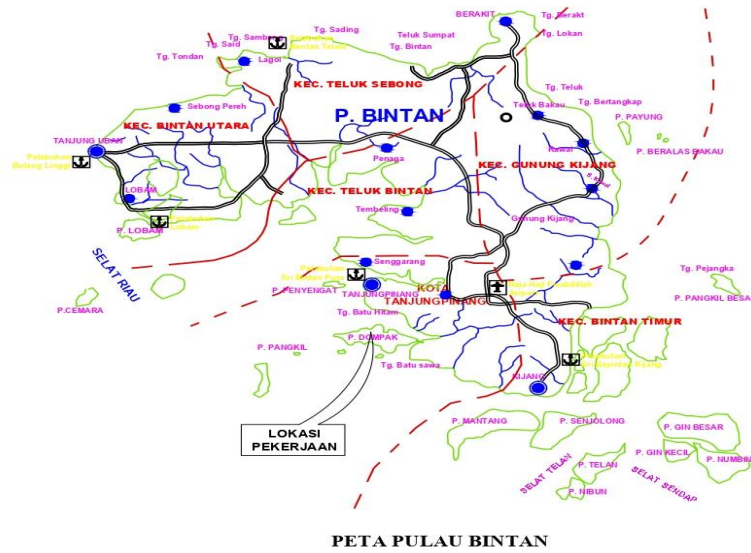 BERAKIT
Tg. Berakt
Tg. Sading
Teluk Sumpat
Tg. Sambong
Tg. Said
Tg. Bintan
Tg. Lokan
Tg. Tondan
Lagoi
KEC. TELUK SEBONG
Tg. Teluk
Sebong Pereh
Teluk Bakau
Tg. Bertangkap
P. BINTAN
P. PAYUNG
KEC. BINTAN UTARA
TANJUNG UBAN
Kawal
P. BERALAS BAKAU
Penaga
KEC. GUNUNG KIJANG
LOBAM
KEC. TELUK BINTAN
Tembeling
Gunung Kijang
P. LOBAM
SELAT RIAU
Senggarang
Tg. Pejangka
P. PENYENGAT
TANJUNGPINANG
KOTA
TANJUNGPINANG
P. PANGKIL BESA
P.CEMARA
Tg. Batu Hitam
KEC. BINTAN TIMUR
P. DOMPAK
P. PANGKIL
Tg. Batu sawa
KIJANG
LOKASI
PEKERJAAN
P. MANTANG
P. SENJOLONG
P. GIN BESAR
P. GIN KECIL
P. NUMBIN
P. TELAN
SELAT TELAN
SELAT SENDAP
P. NIBUN
PETA PULAU BINTAN